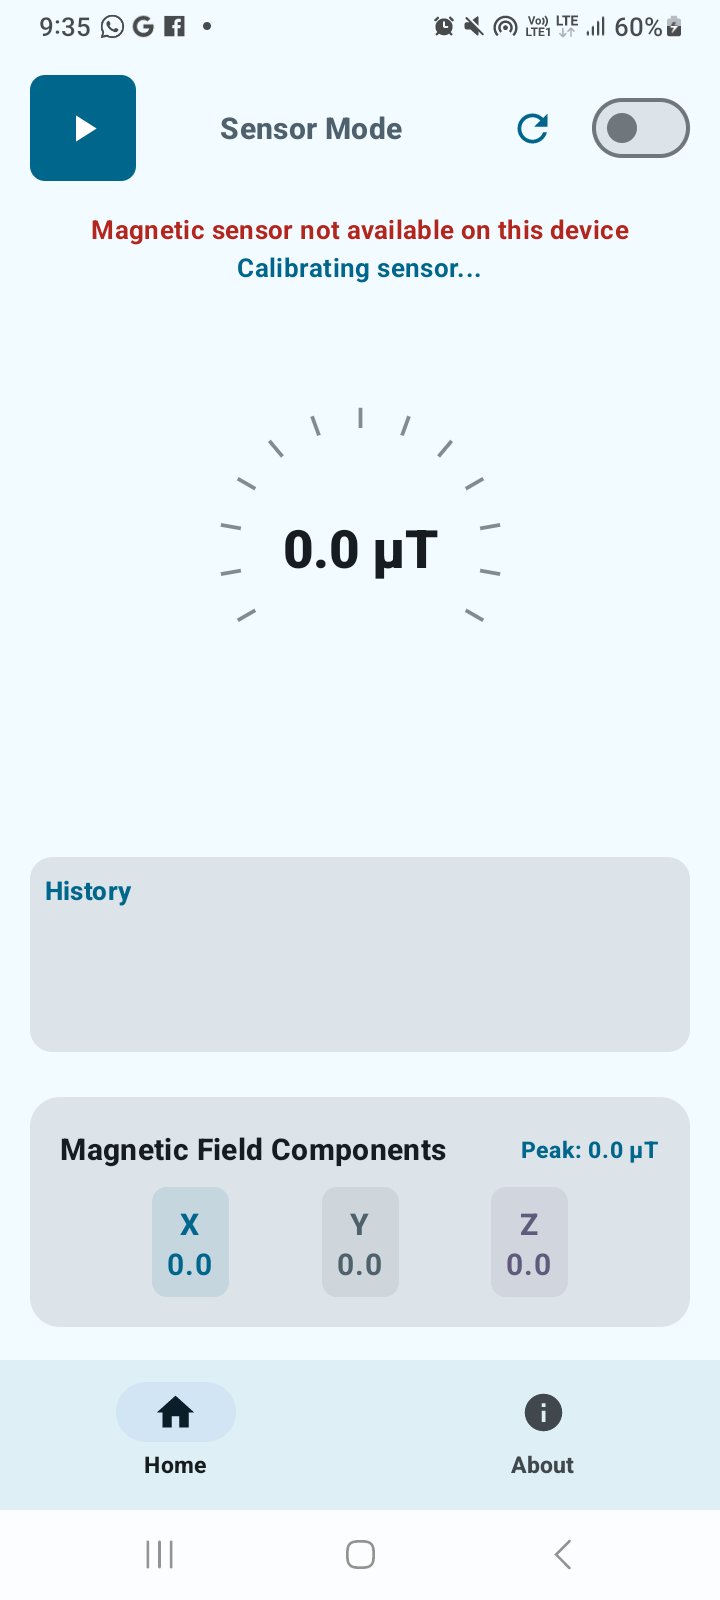 9:35
Vo)) LTE1 LTE 60%
Sensor Mode
Magnetic sensor not available on this device
Calibrating sensor...
0.0 µT
History
Magnetic Field Components
Peak: 0.0 µT
X Y Z
0.0 0.0 0.0
Home About